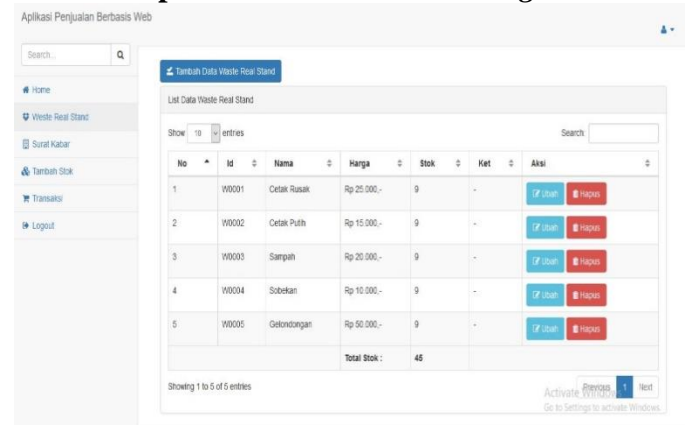 Aplikasi Penjualan Berbasis Web
Search...
Home
Waste Real Stand
Surat Kabar
Tambah Stok
Transaksi
Logout
Tambah Data Waste Real Stand
List Data Waste Real Stand
Show 10 entries Search:
No Id Nama Harga Stok Ket Aksi
1 W0001 Cetak Rusak Rp 25.000,- 9 - Ubah Hapus
2 W0002 Cetak Putih Rp 15.000,- 9 - Ubah Hapus
3 W0003 Sampah Rp 20.000,- 9 - Ubah Hapus
4 W0004 Sobekan Rp 10.000,- 9 - Ubah Hapus
5 W0005 Gelondongan Rp 50.000,- 9 - Ubah Hapus
Total Stok : 45
Showing 1 to 5 of 5 entries Previous 1 Next
Activate Windows
Go to Settings to activate Windows.